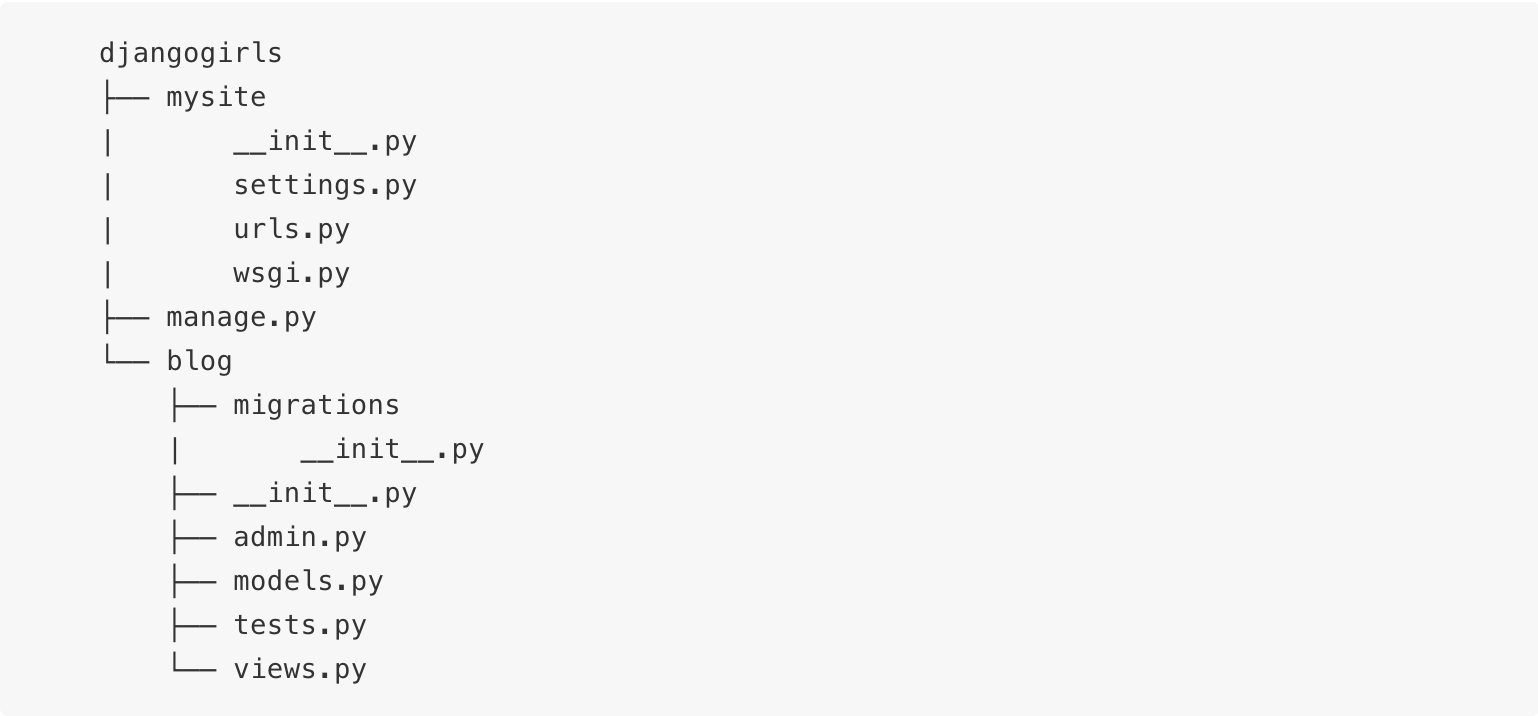 djangogirls
├── mysite
|       __init__.py
|       settings.py
|       urls.py
|       wsgi.py
├── manage.py
└── blog
    ├── migrations
    |       __init__.py
    ├── __init__.py
    ├── admin.py
    ├── models.py
    ├── tests.py
    └── views.py